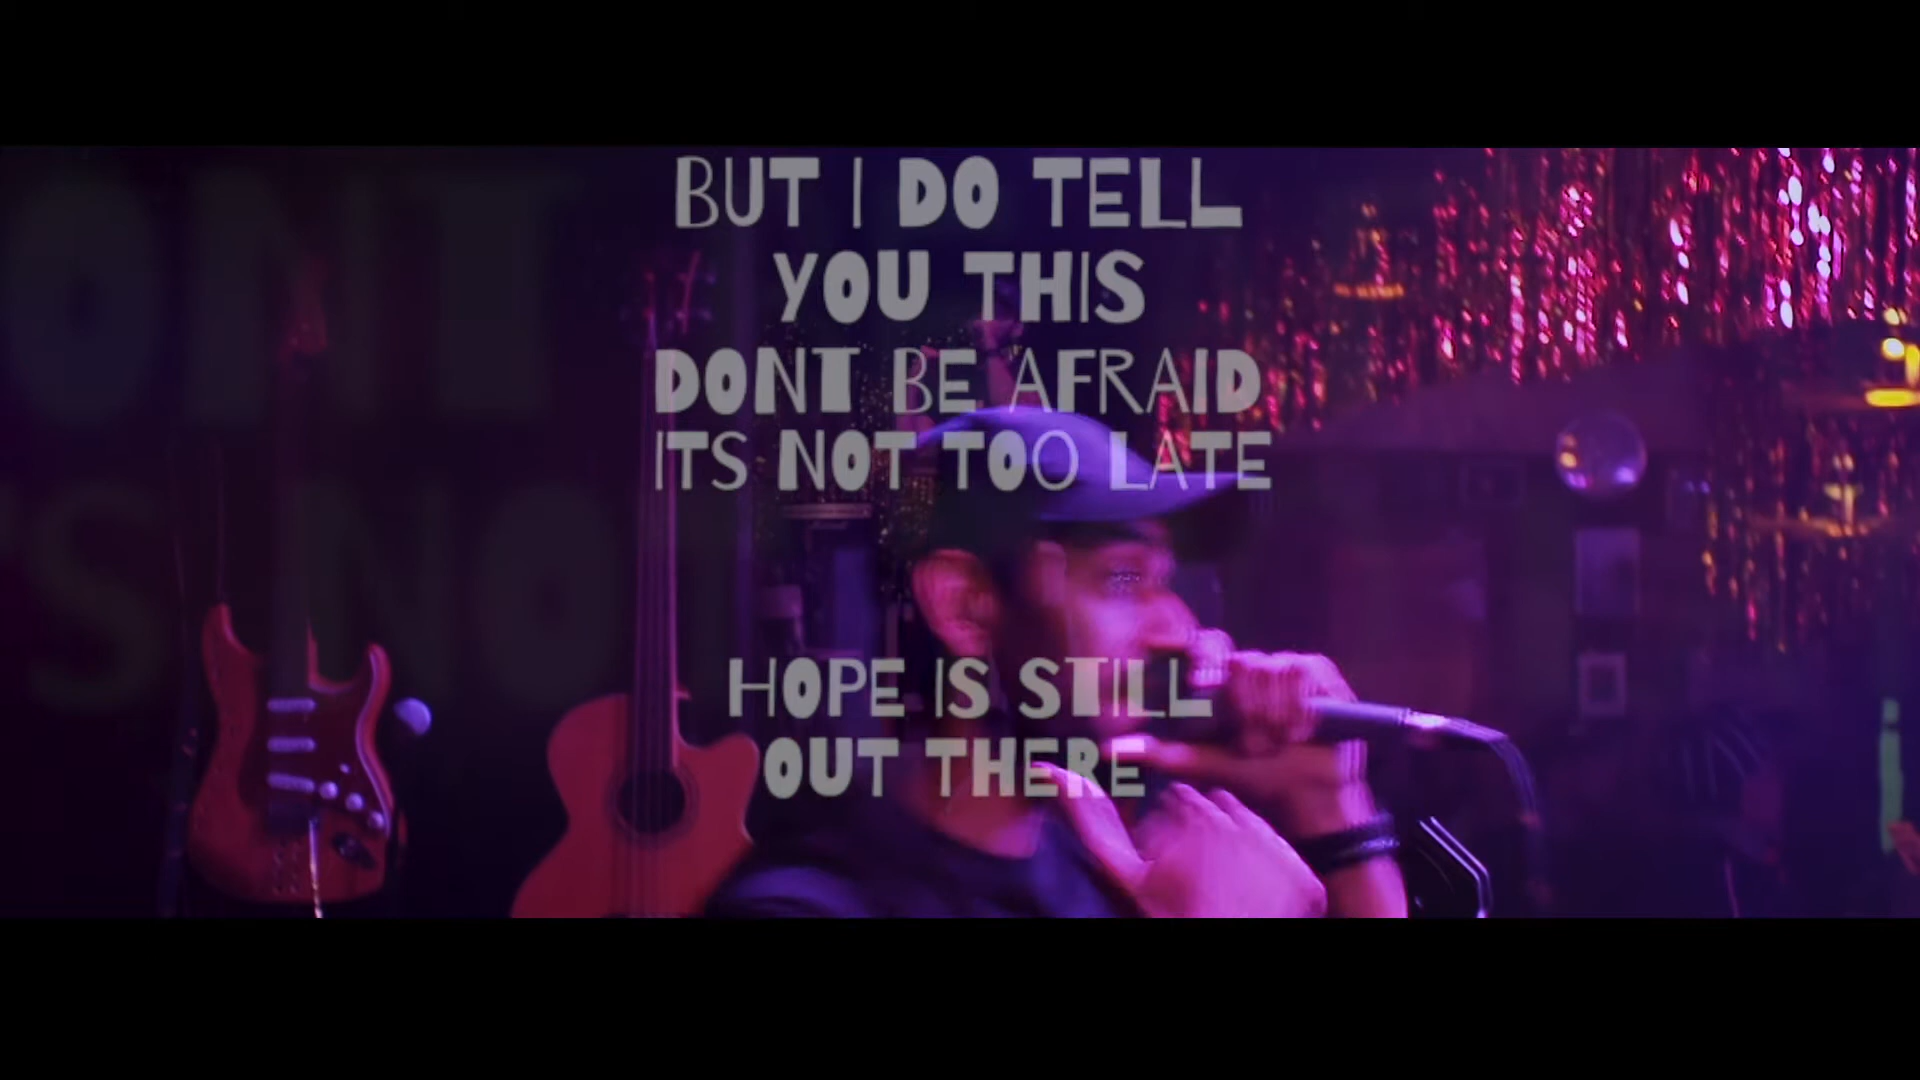 BUT I DO TELL
YOU THIS
DONT BE AFRAID
ITS NOT TOO LATE
HOPE IS STILL
OUT THERE